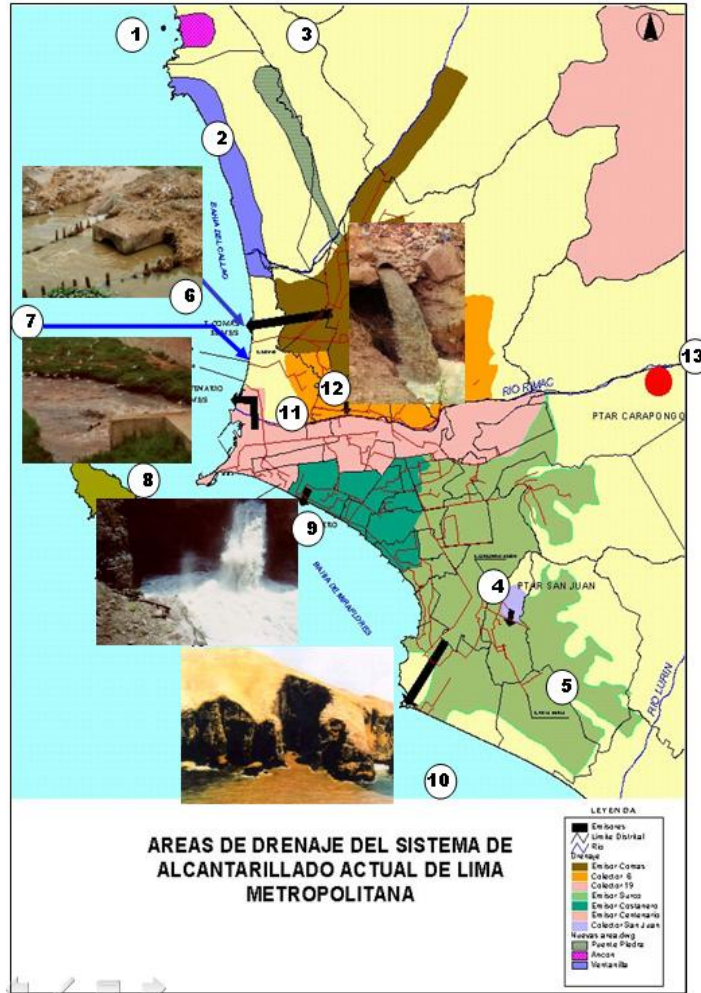 1
3
2
BAHIA DEL CALLAO
6
7
12
13
RIO RIMAC
11
PTAR CARAPONGO
8
9
BAHIA DE MIRAFLORES
4
PTAR SAN JUAN
5
RIO LURIN
10
AREAS DE DRENAJE DEL SISTEMA DE
ALCANTARILLADO ACTUAL DE LIMA
METROPOLITANA
LEYENDA
Emisores
Limite Distrital
Rio
Drenaje
Emisor Comas
Colector 6
Colector 19
Emisor Surco
Emisor Costanero
Emisor Centenario
Colector San Juan
Nuevas area.dwg
Puente Piedra
Ancon
Ventanilla